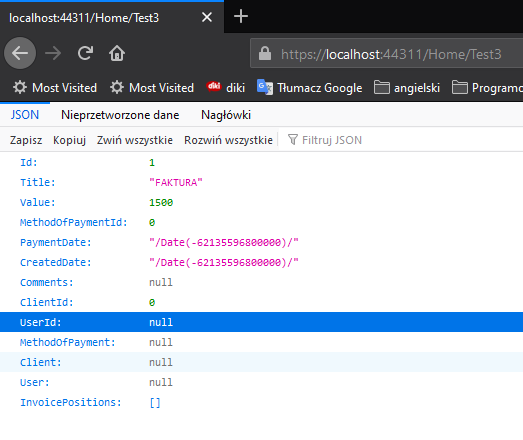 localhost:44311/Home/Test3
https://localhost:44311/Home/Test3
Most Visited Most Visited diki diki Tłumacz Google angielski Programo
JSON Nieprzetworzone dane Nagłówki
Zapisz Kopiuj Zwiń wszystkie Rozwiń wszystkie Filtruj JSON
Id: 1
Title: "FAKTURA"
Value: 1500
MethodOfPaymentId: 0
PaymentDate: "/Date(-62135596800000)/"
CreatedDate: "/Date(-62135596800000)/"
Comments: null
ClientId: 0
UserId: null
MethodOfPayment: null
Client: null
User: null
InvoicePositions: []